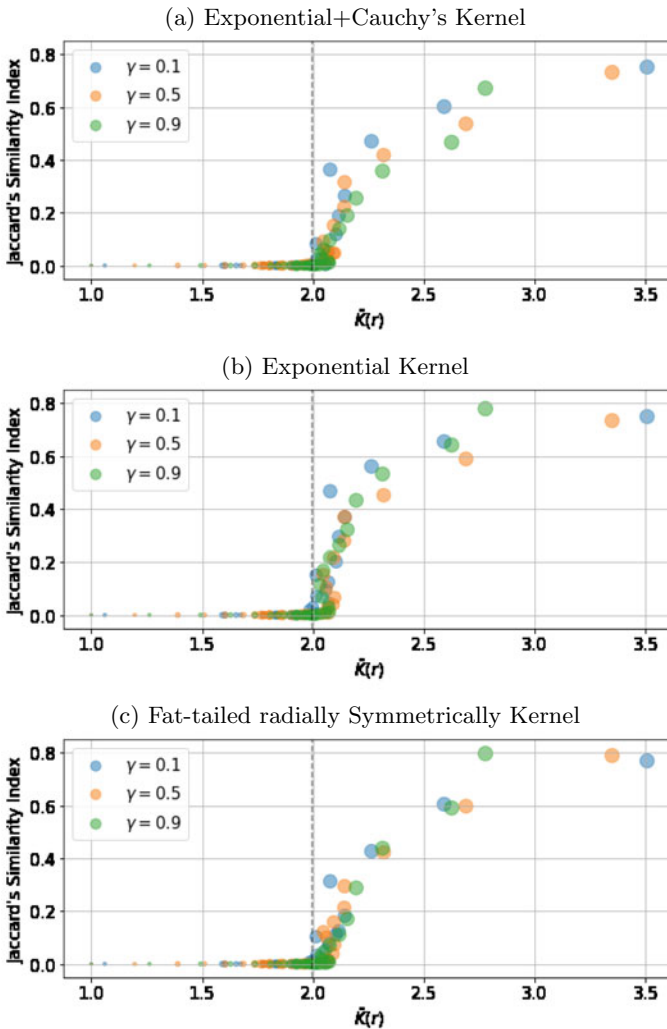 (a) Exponential+Cauchy's Kernel
Jaccard's Similarity Index
0.8
0.6
0.4
0.2
0.0
γ = 0.1
γ = 0.5
γ = 0.9
1.0 1.5 2.0 2.5 3.0 3.5
K̄(r)
(b) Exponential Kernel
Jaccard's Similarity Index
0.8
0.6
0.4
0.2
0.0
γ = 0.1
γ = 0.5
γ = 0.9
1.0 1.5 2.0 2.5 3.0 3.5
K̄(r)
(c) Fat-tailed radially Symmetrically Kernel
Jaccard's Similarity Index
0.8
0.6
0.4
0.2
0.0
γ = 0.1
γ = 0.5
γ = 0.9
1.0 1.5 2.0 2.5 3.0 3.5
K̄(r)